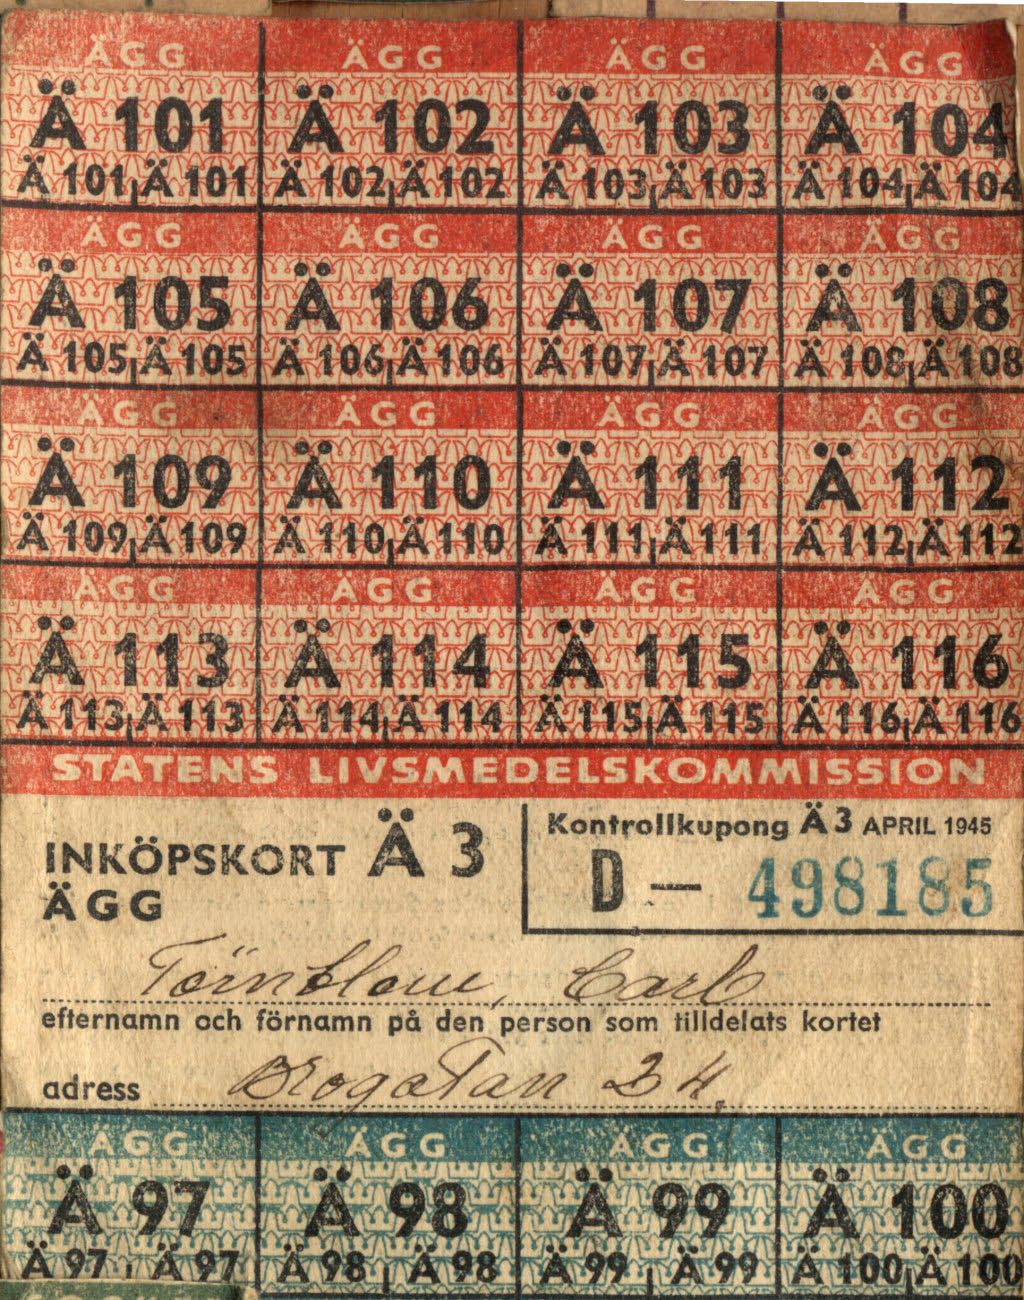 ÄGG ÄGG ÄGG ÄGG
Ä 101 Ä 102 Ä 103 Ä 104
Ä 101 Ä 101 Ä 102 Ä 102 Ä 103 Ä 103 Ä 104 Ä 104
ÄGG ÄGG ÄGG ÄGG
Ä 105 Ä 106 Ä 107 Ä 108
Ä 105 Ä 105 Ä 106 Ä 106 Ä 107 Ä 107 Ä 108 Ä 108
ÄGG ÄGG ÄGG ÄGG
Ä 109 Ä 110 Ä 111 Ä 112
Ä 109 Ä 109 Ä 110 Ä 110 Ä 111 Ä 111 Ä 112 Ä 112
ÄGG ÄGG ÄGG ÄGG
Ä 113 Ä 114 Ä 115 Ä 116
Ä 113 Ä 113 Ä 114 Ä 114 Ä 115 Ä 115 Ä 116 Ä 116
STATENS LIVSMEDELSKOMMISSION
INKÖPSKORT Ä 3
ÄGG
Kontrollkupong Ä 3 APRIL 1945
D — 498185
Törnblom, Carl
efternamn och förnamn på den person som tilldelats kortet
adress Brogatan 34
ÄGG ÄGG ÄGG ÄGG
Ä 97 Ä 98 Ä 99 Ä 100
Ä 97 Ä 97 Ä 98 Ä 98 Ä 99 Ä 99 Ä 100 Ä 100